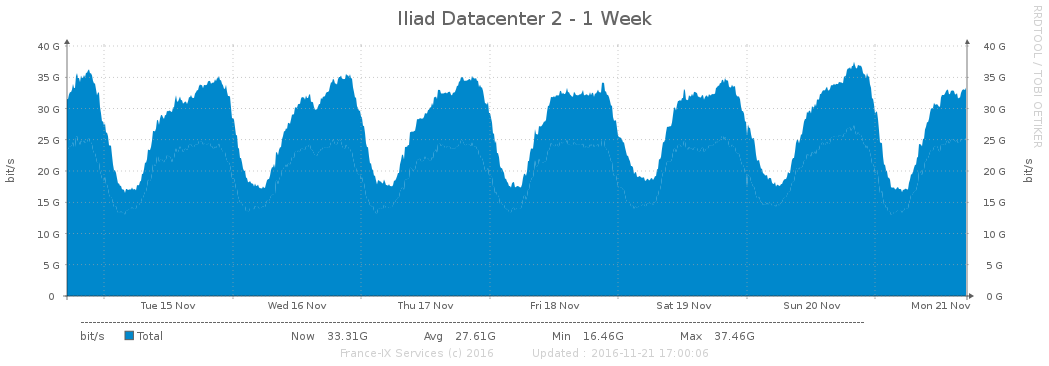 Iliad Datacenter 2 - 1 Week
RRDTOOL / TOBI OETIKER
40 G 40 G
35 G 35 G
30 G 30 G
25 G 25 G
20 G 20 G
15 G 15 G
10 G 10 G
5 G 5 G
0 0 G
bit/s bit/s
Tue 15 Nov Wed 16 Nov Thu 17 Nov Fri 18 Nov Sat 19 Nov Sun 20 Nov Mon 21 Nov
bit/s Total Now 33.31G Avg 27.61G Min 16.46G Max 37.46G
France-IX Services (c) 2016 Updated : 2016-11-21 17:00:06